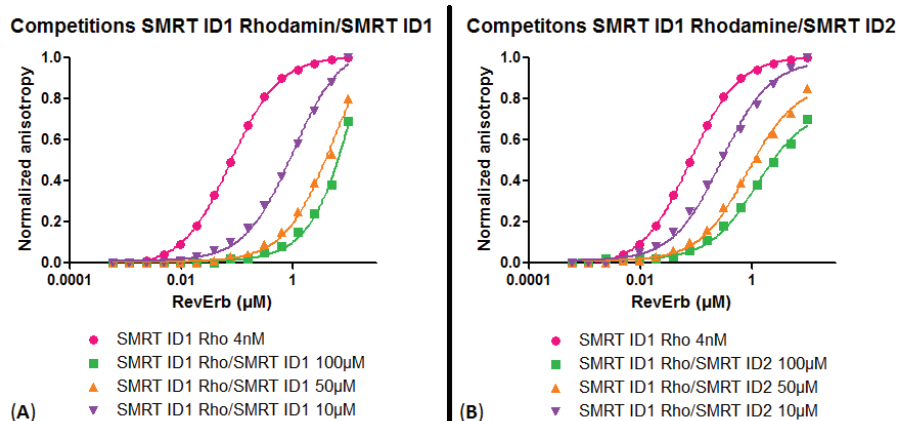 Competitons SMRT ID1 Rhodamin/SMRT ID1
Normalized anisotropy
1.0
0.8
0.6
0.4
0.2
0.0
0.0001
0.01
1
RevErb (µM)
SMRT ID1 Rho 4nM
SMRT ID1 Rho/SMRT ID1 100µM
SMRT ID1 Rho/SMRT ID1 50µM
SMRT ID1 Rho/SMRT ID1 10µM
(A)
Competitions SMRT ID1 Rhodamine/SMRT ID2
Normalized anisotropy
1.0
0.8
0.6
0.4
0.2
0.0
0.0001
0.01
1
RevErb (µM)
SMRT ID1 Rho 4nM
SMRT ID1 Rho/SMRT ID2 100µM
SMRT ID1 Rho/SMRT ID2 50µM
SMRT ID1 Rho/SMRT ID2 10µM
(B)